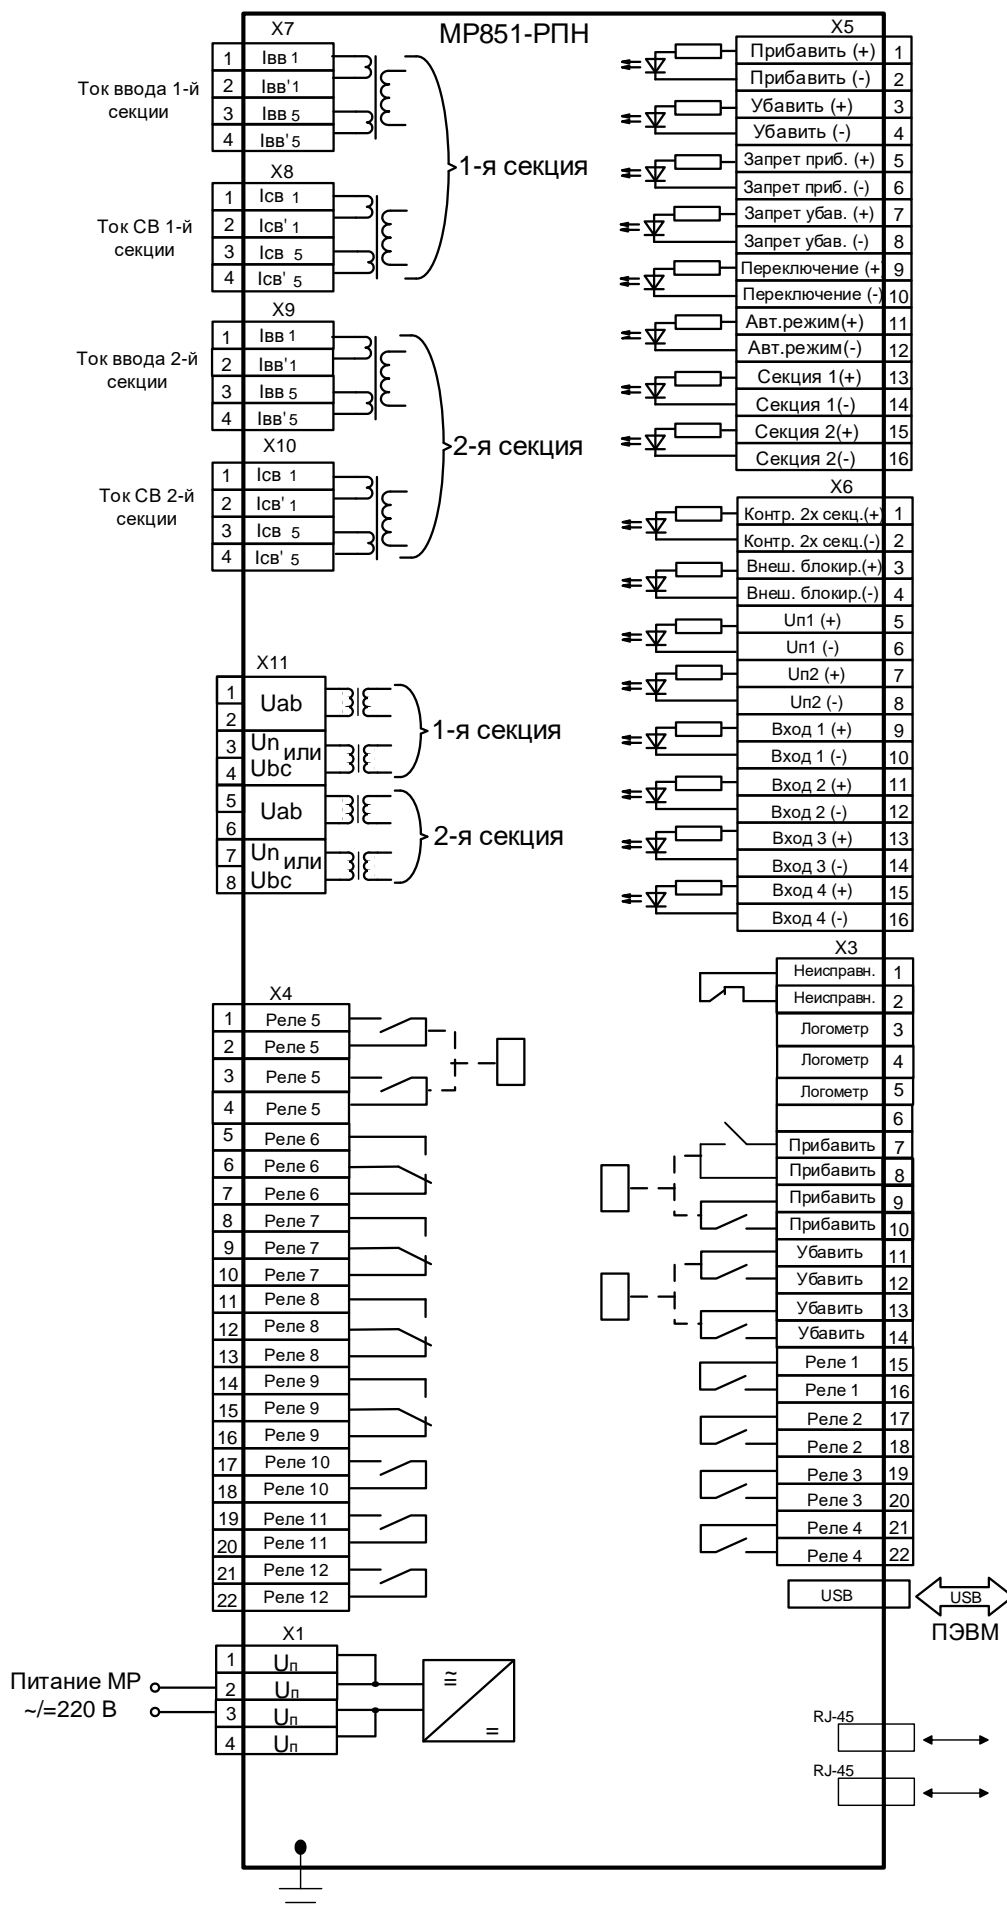 МР851-РПН
X7
Ток ввода 1-й
секции
1 Iвв 1
2 Iвв'1
3 Iвв 5
4 Iвв'5
X8
Ток СВ 1-й
секции
1 Iсв 1
2 Iсв' 1
3 Iсв 5
4 Iсв' 5
1-я секция
X9
Ток ввода 2-й
секции
1 Iвв 1
2 Iвв'1
3 Iвв 5
4 Iвв'5
X10
Ток СВ 2-й
секции
1 Iсв 1
2 Iсв' 1
3 Iсв 5
4 Iсв' 5
2-я секция
X11
1
2
Uab
3
4
Un или
Ubc
1-я секция
5
6
Uab
7
8
Un или
Ubc
2-я секция
X4
1 Реле 5
2 Реле 5
3 Реле 5
4 Реле 5
5 Реле 6
6 Реле 6
7 Реле 6
8 Реле 7
9 Реле 7
10 Реле 7
11 Реле 8
12 Реле 8
13 Реле 8
14 Реле 9
15 Реле 9
16 Реле 9
17 Реле 10
18 Реле 10
19 Реле 11
20 Реле 11
21 Реле 12
22 Реле 12
X1
Питание МР
~/=220 В
1 Uп
2 Uп
3 Uп
4 Uп
≅
=
X5
Прибавить (+) 1
Прибавить (-) 2
Убавить (+) 3
Убавить (-) 4
Запрет приб. (+) 5
Запрет приб. (-) 6
Запрет убав. (+) 7
Запрет убав. (-) 8
Переключение (+ 9
Переключение (-) 10
Авт.режим(+) 11
Авт.режим(-) 12
Секция 1(+) 13
Секция 1(-) 14
Секция 2(+) 15
Секция 2(-) 16
X6
Контр. 2х секц.(+) 1
Контр. 2х секц.(-) 2
Внеш. блокир.(+) 3
Внеш. блокир.(-) 4
Uп1 (+) 5
Uп1 (-) 6
Uп2 (+) 7
Uп2 (-) 8
Вход 1 (+) 9
Вход 1 (-) 10
Вход 2 (+) 11
Вход 2 (-) 12
Вход 3 (+) 13
Вход 3 (-) 14
Вход 4 (+) 15
Вход 4 (-) 16
X3
Неисправн. 1
Неисправн. 2
Логометр 3
Логометр 4
Логометр 5
6
Прибавить 7
Прибавить 8
Прибавить 9
Прибавить 10
Убавить 11
Убавить 12
Убавить 13
Убавить 14
Реле 1 15
Реле 1 16
Реле 2 17
Реле 2 18
Реле 3 19
Реле 3 20
Реле 4 21
Реле 4 22
USB
USB
ПЭВМ
RJ-45
RJ-45